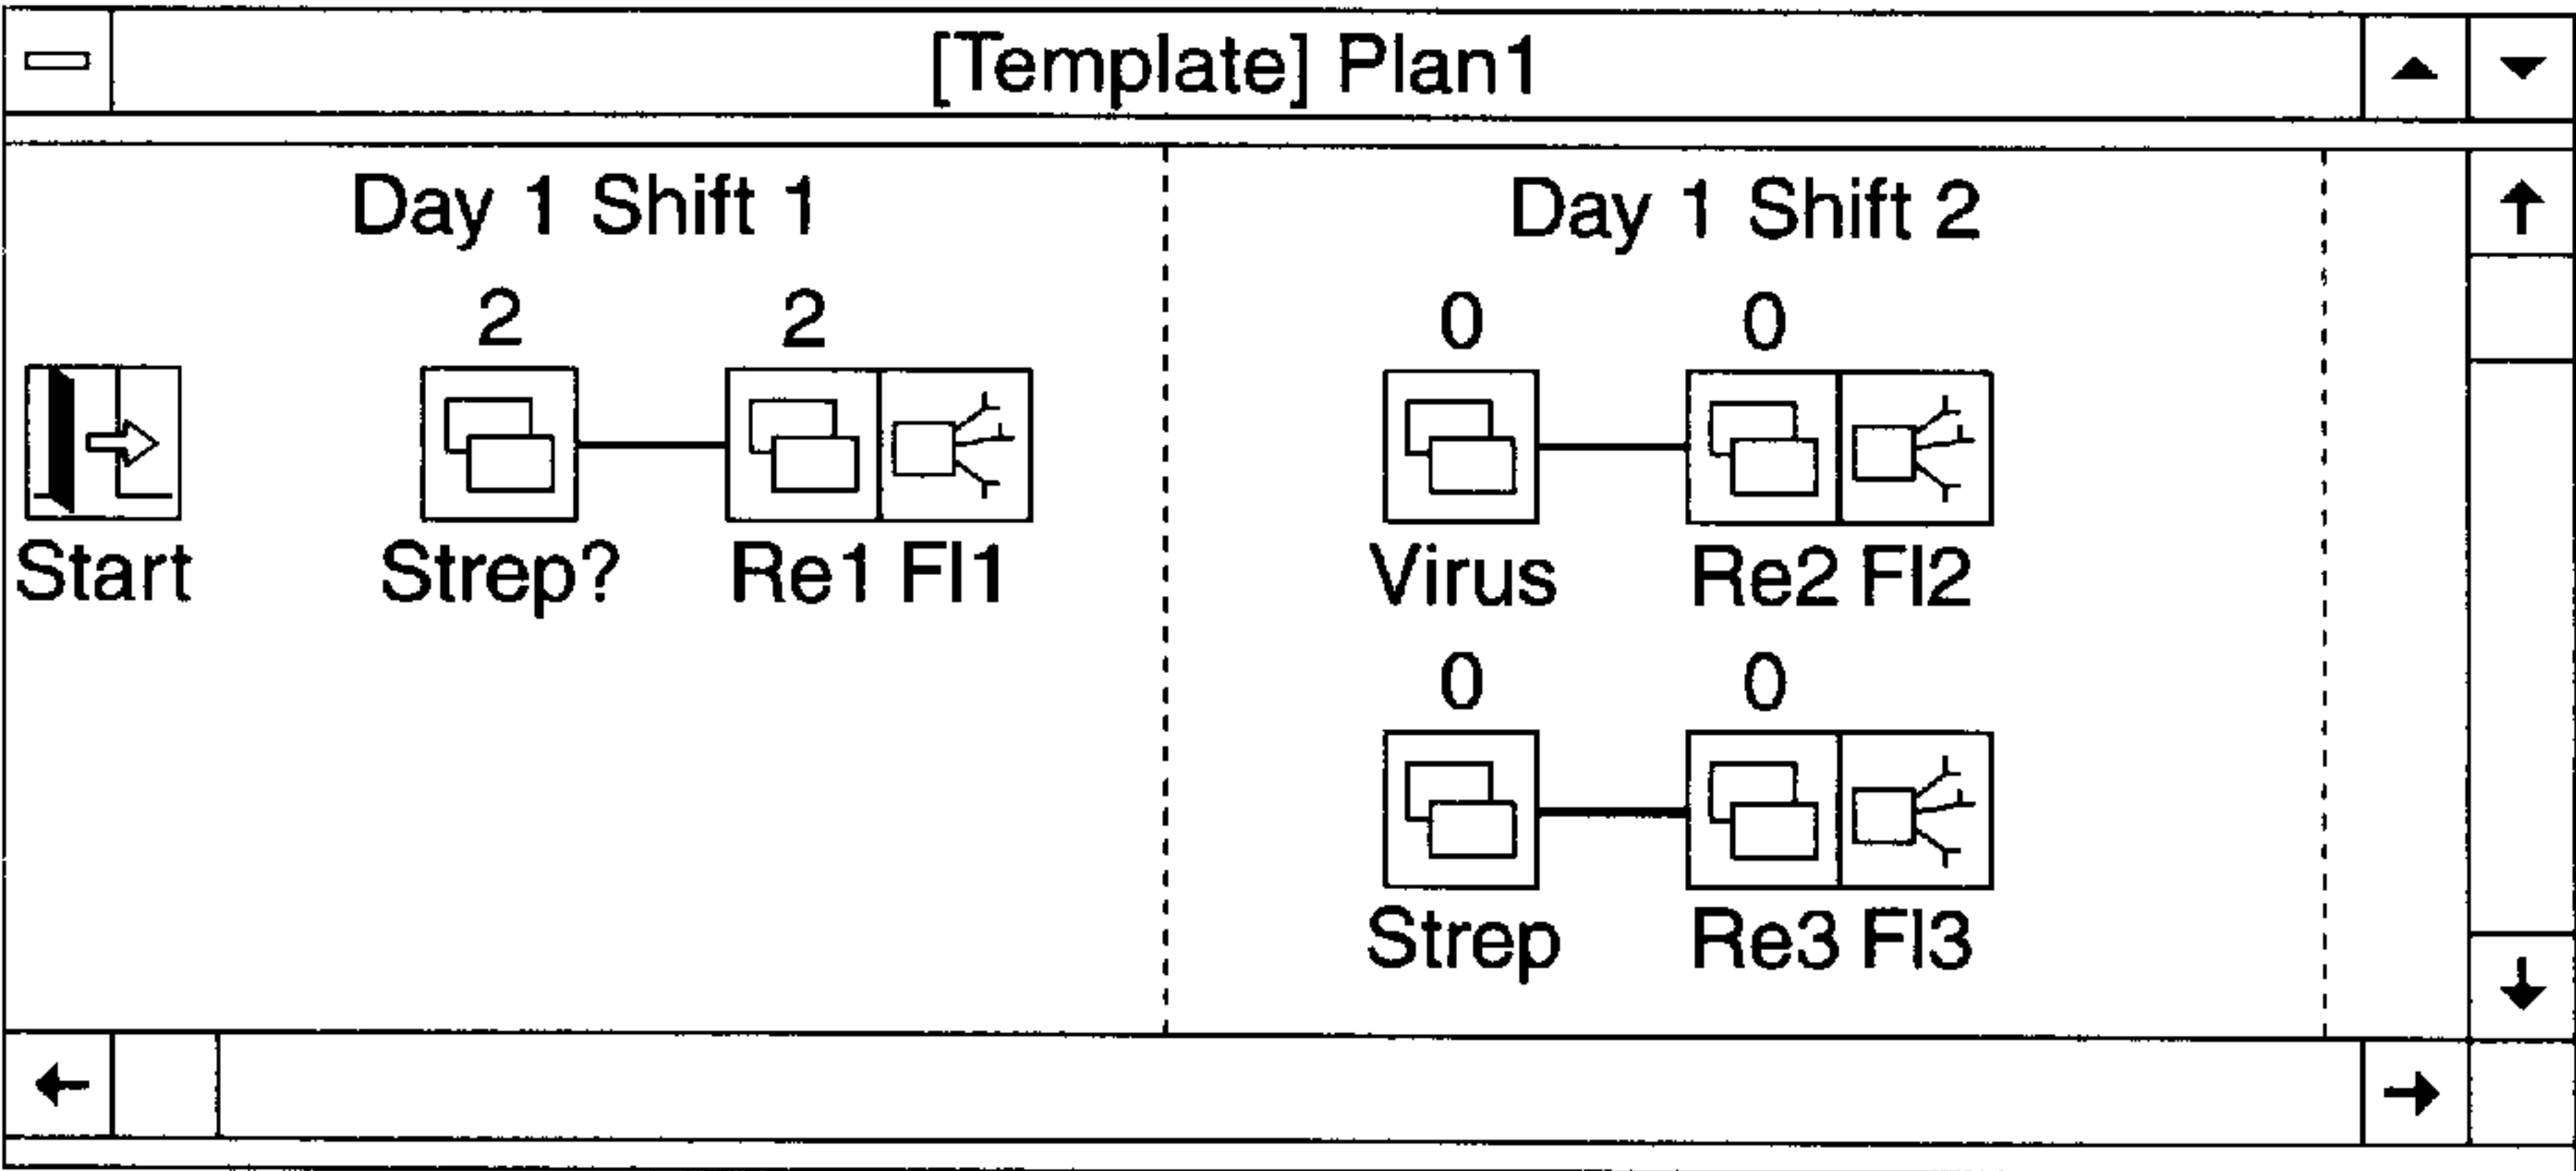 [Template] Plan1
Day 1 Shift 1
Day 1 Shift 2
2 2
0 0
Start
Strep?
Re1 Fl1
Virus
Re2 Fl2
0 0
Strep
Re3 Fl3